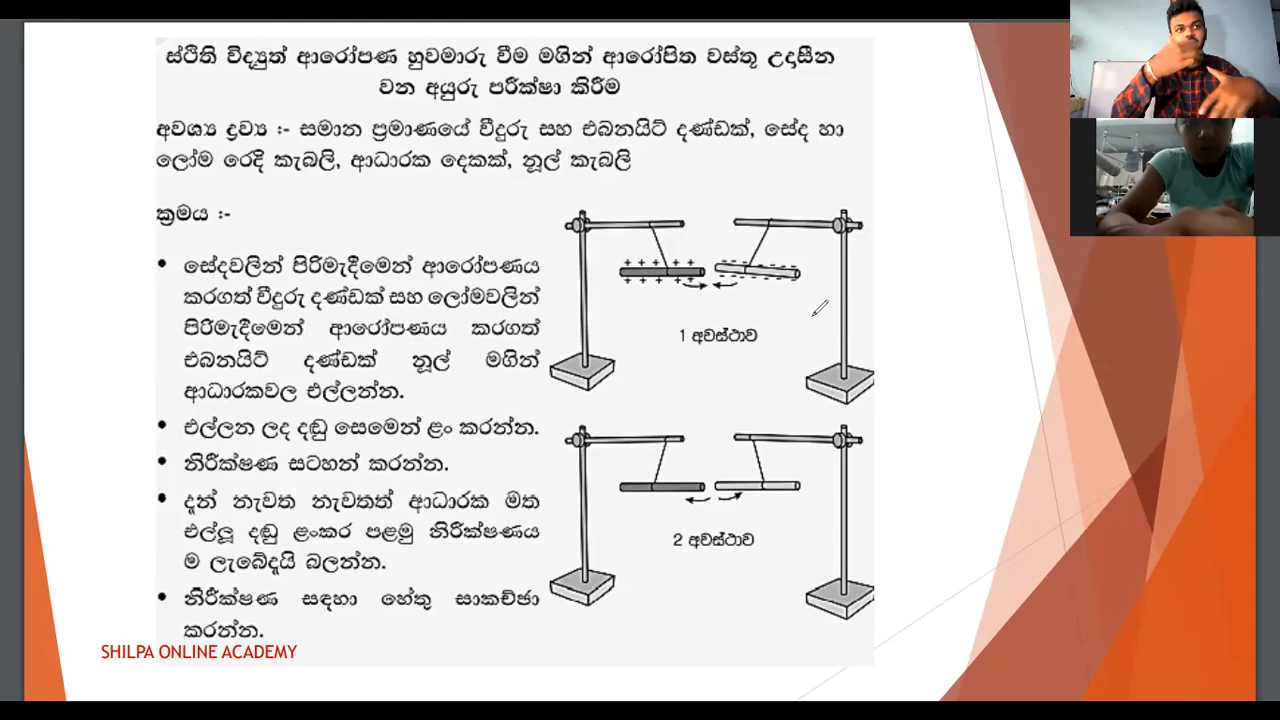 ස්ථිති විද්‍යුත් ආරෝපණ හුවමාරු වීම මගින් ආරෝපිත වස්තු උදාසීන
වන අයුරු පරීක්ෂා කිරීම
අවශ්‍ය ද්‍රව්‍ය :- සමාන ප්‍රමාණයේ වීදුරු සහ එබනයිට් දණ්ඩක්, සේද හා
ලෝම රෙදි කැබලි, ආධාරක දෙකක්, නූල් කැබලි
ක්‍රමය :-
• සේදවලින් පිරිමැදීමෙන් ආරෝපණය
කරගත් වීදුරු දණ්ඩක් සහ ලෝමවලින්
පිරිමැදීමෙන් ආරෝපණය කරගත්
එබනයිට් දණ්ඩක් නූල් මගින්
ආධාරකවල එල්ලන්න.
• එල්ලන ලද දඬු සෙමෙන් ළං කරන්න.
• නිරීක්ෂණ සටහන් කරන්න.
• දැන් නැවත නැවතත් ආධාරක මත
එල්ලූ දඬු ළංකර පළමු නිරීක්ෂණය
ම ලැබේදැයි බලන්න.
• නිරීක්ෂණ සඳහා හේතු සාකච්ඡා
කරන්න.
1 අවස්ථාව
2 අවස්ථාව
SHILPA ONLINE ACADEMY